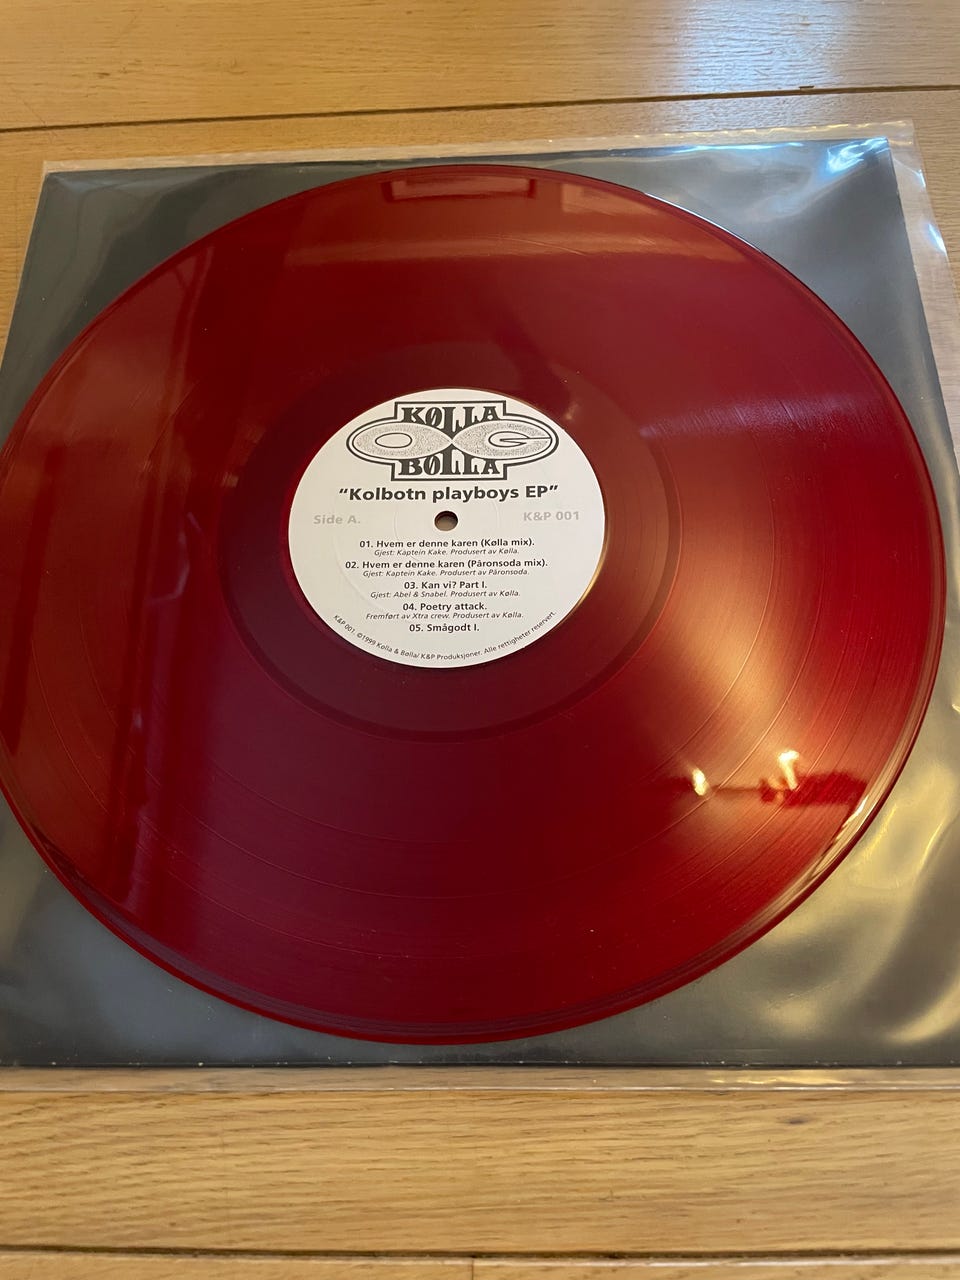 KØLLA
OG
BØLLA
"Kolbotn playboys EP"
Side A. K&P 001
01. Hvem er denne karen (Kølla mix).
Gjest: Kaptein Kake. Produsert av Kølla.
02. Hvem er denne karen (Påronsoda mix).
Gjest: Kaptein Kake. Produsert av Påronsoda.
03. Kan vi? Part I.
Gjest: Abel & Snabel. Produsert av Kølla.
04. Poetry attack.
Fremført av Xtra crew. Produsert av Kølla.
05. Smågodt I.
K&P 001. ©1999 Kølla & Bølla/ K&P Produksjoner. Alle rettigheter reservert.